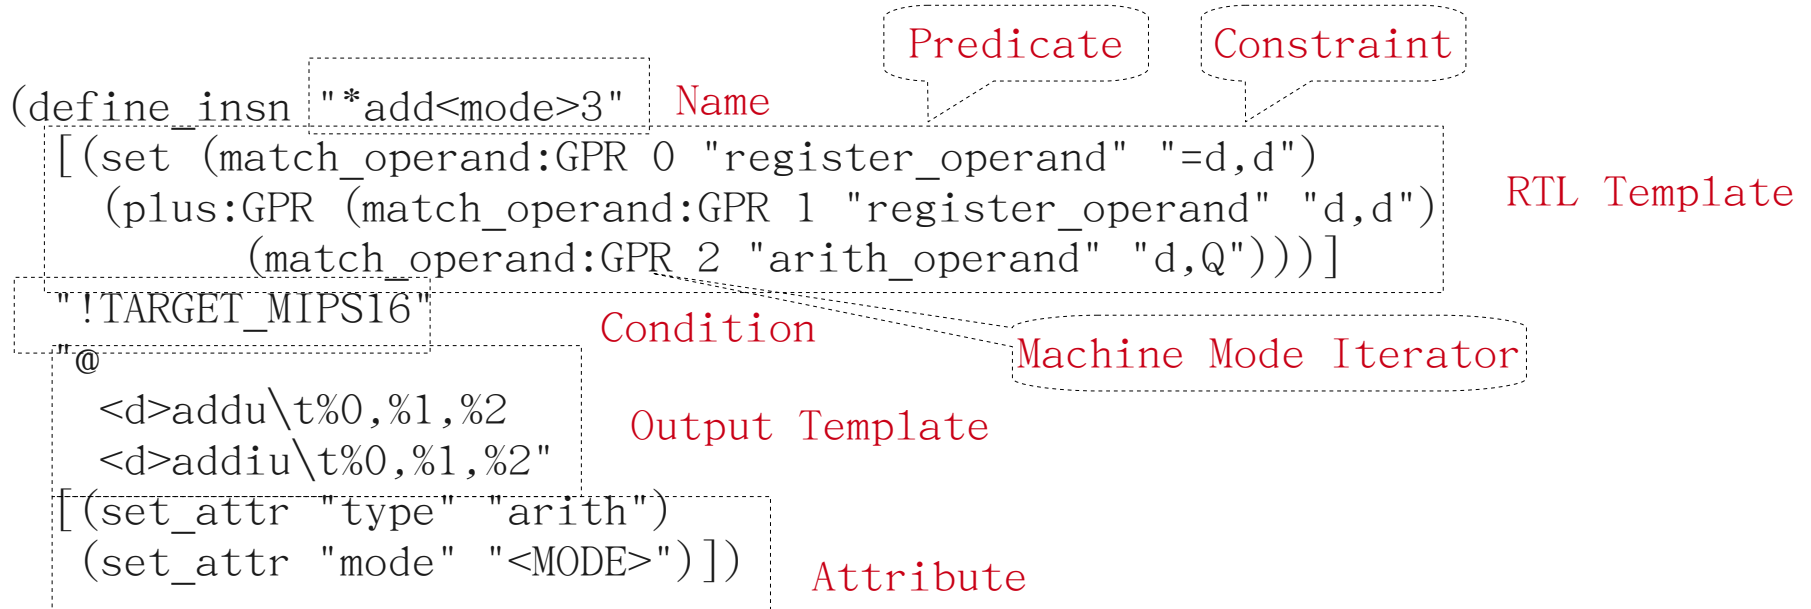 Predicate Constraint
(define_insn "*add<mode>3" Name
[(set (match_operand:GPR 0 "register_operand" "=d,d")
(plus:GPR (match_operand:GPR 1 "register_operand" "d,d") RTL Template
(match_operand:GPR 2 "arith_operand" "d,Q")))]
"!TARGET_MIPS16" Condition
"@ Machine Mode Iterator
<d>addu\t%0,%1,%2 Output Template
<d>addiu\t%0,%1,%2"
[(set_attr "type" "arith")
(set_attr "mode" "<MODE>")]) Attribute